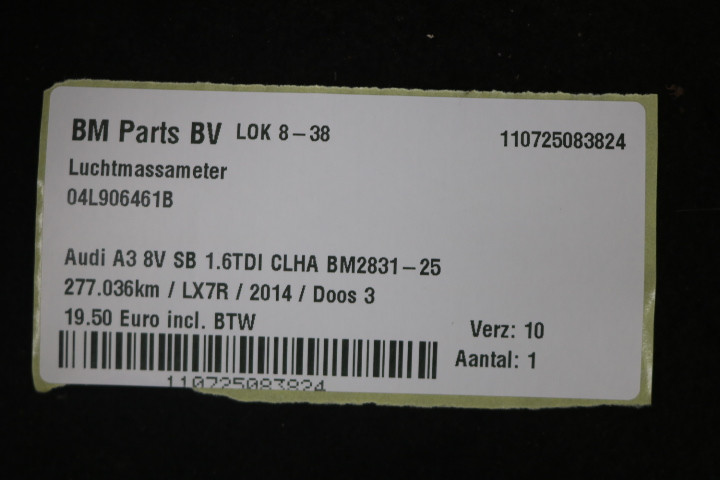 BM Parts BV LOK 8-38 110725083824
Luchtmassameter
04L906461B
Audi A3 8V SB 1.6TDI CLHA BM2831-25
277.036km / LX7R / 2014 / Doos 3
19.50 Euro incl. BTW
Verz: 10
Aantal: 1
110725083824